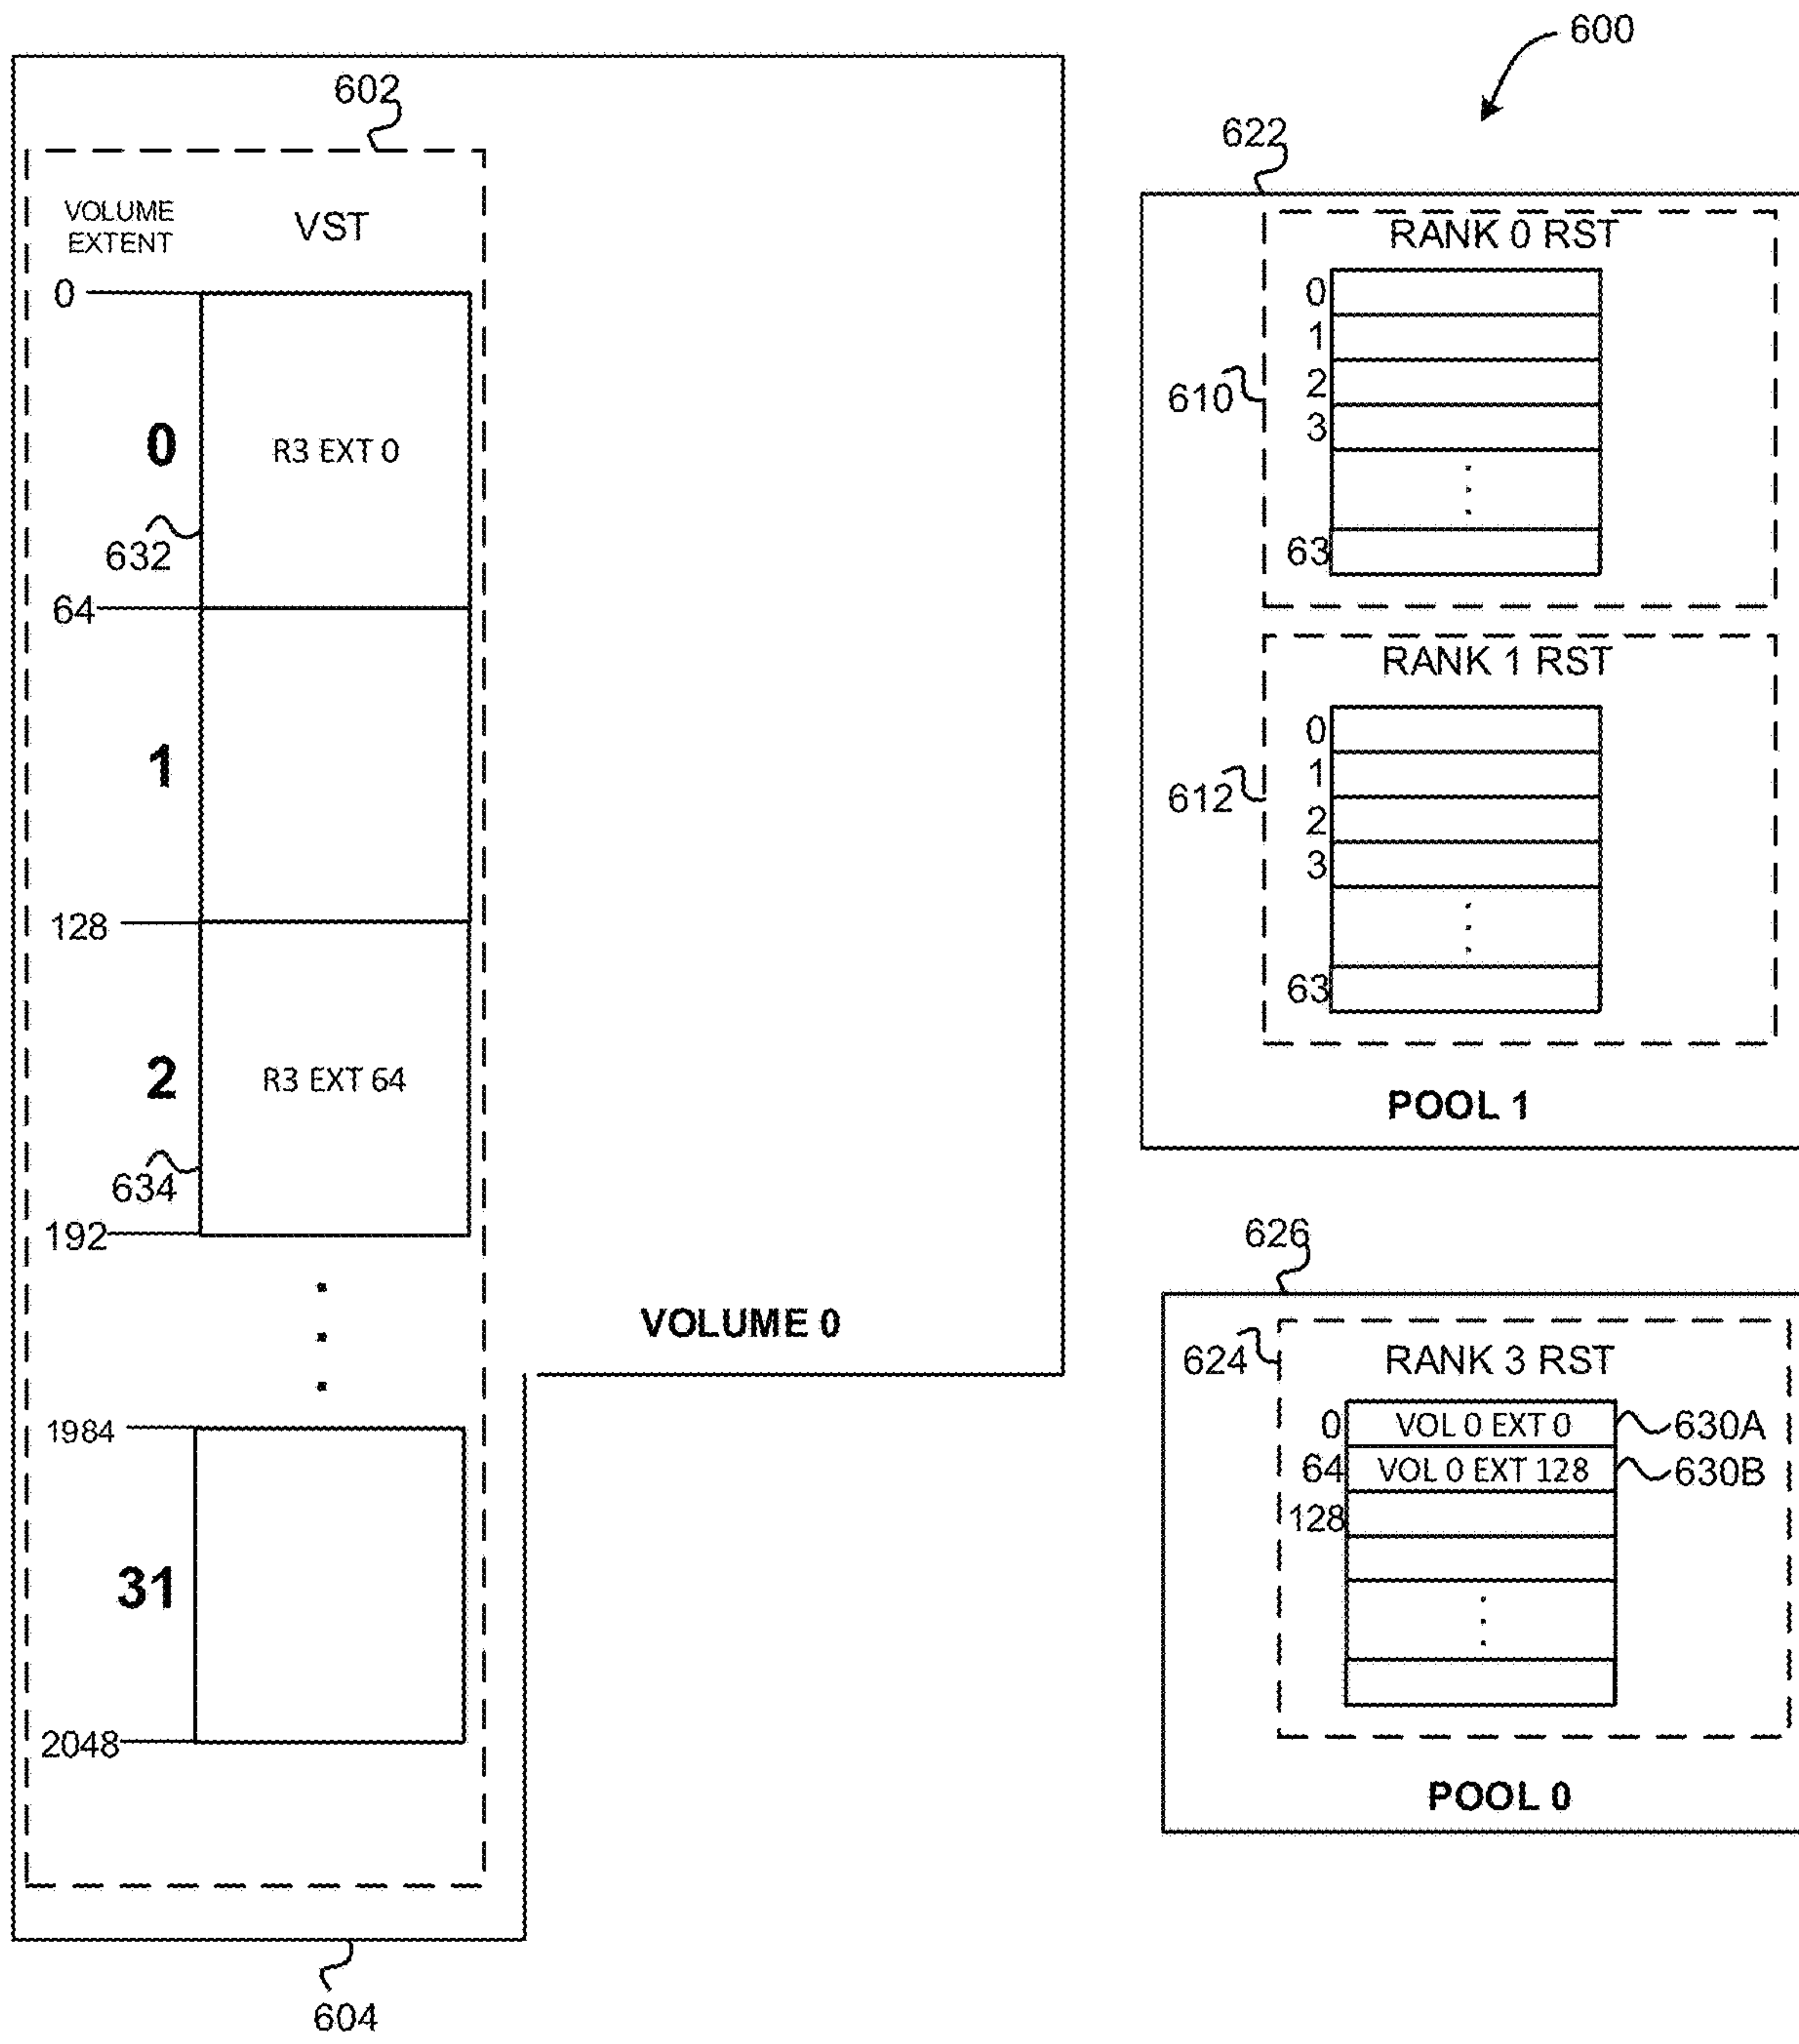 600
602
622
VOLUME
EXTENT
VST
0
0
R3 EXT 0
632
64
1
128
2
R3 EXT 64
634
192
1984
31
2048
VOLUME 0
604
RANK 0 RST
0
1
2
3
63
610
RANK 1 RST
0
1
2
3
63
612
POOL 1
626
624
RANK 3 RST
0 VOL 0 EXT 0 630A
64 VOL 0 EXT 128 630B
128
POOL 0